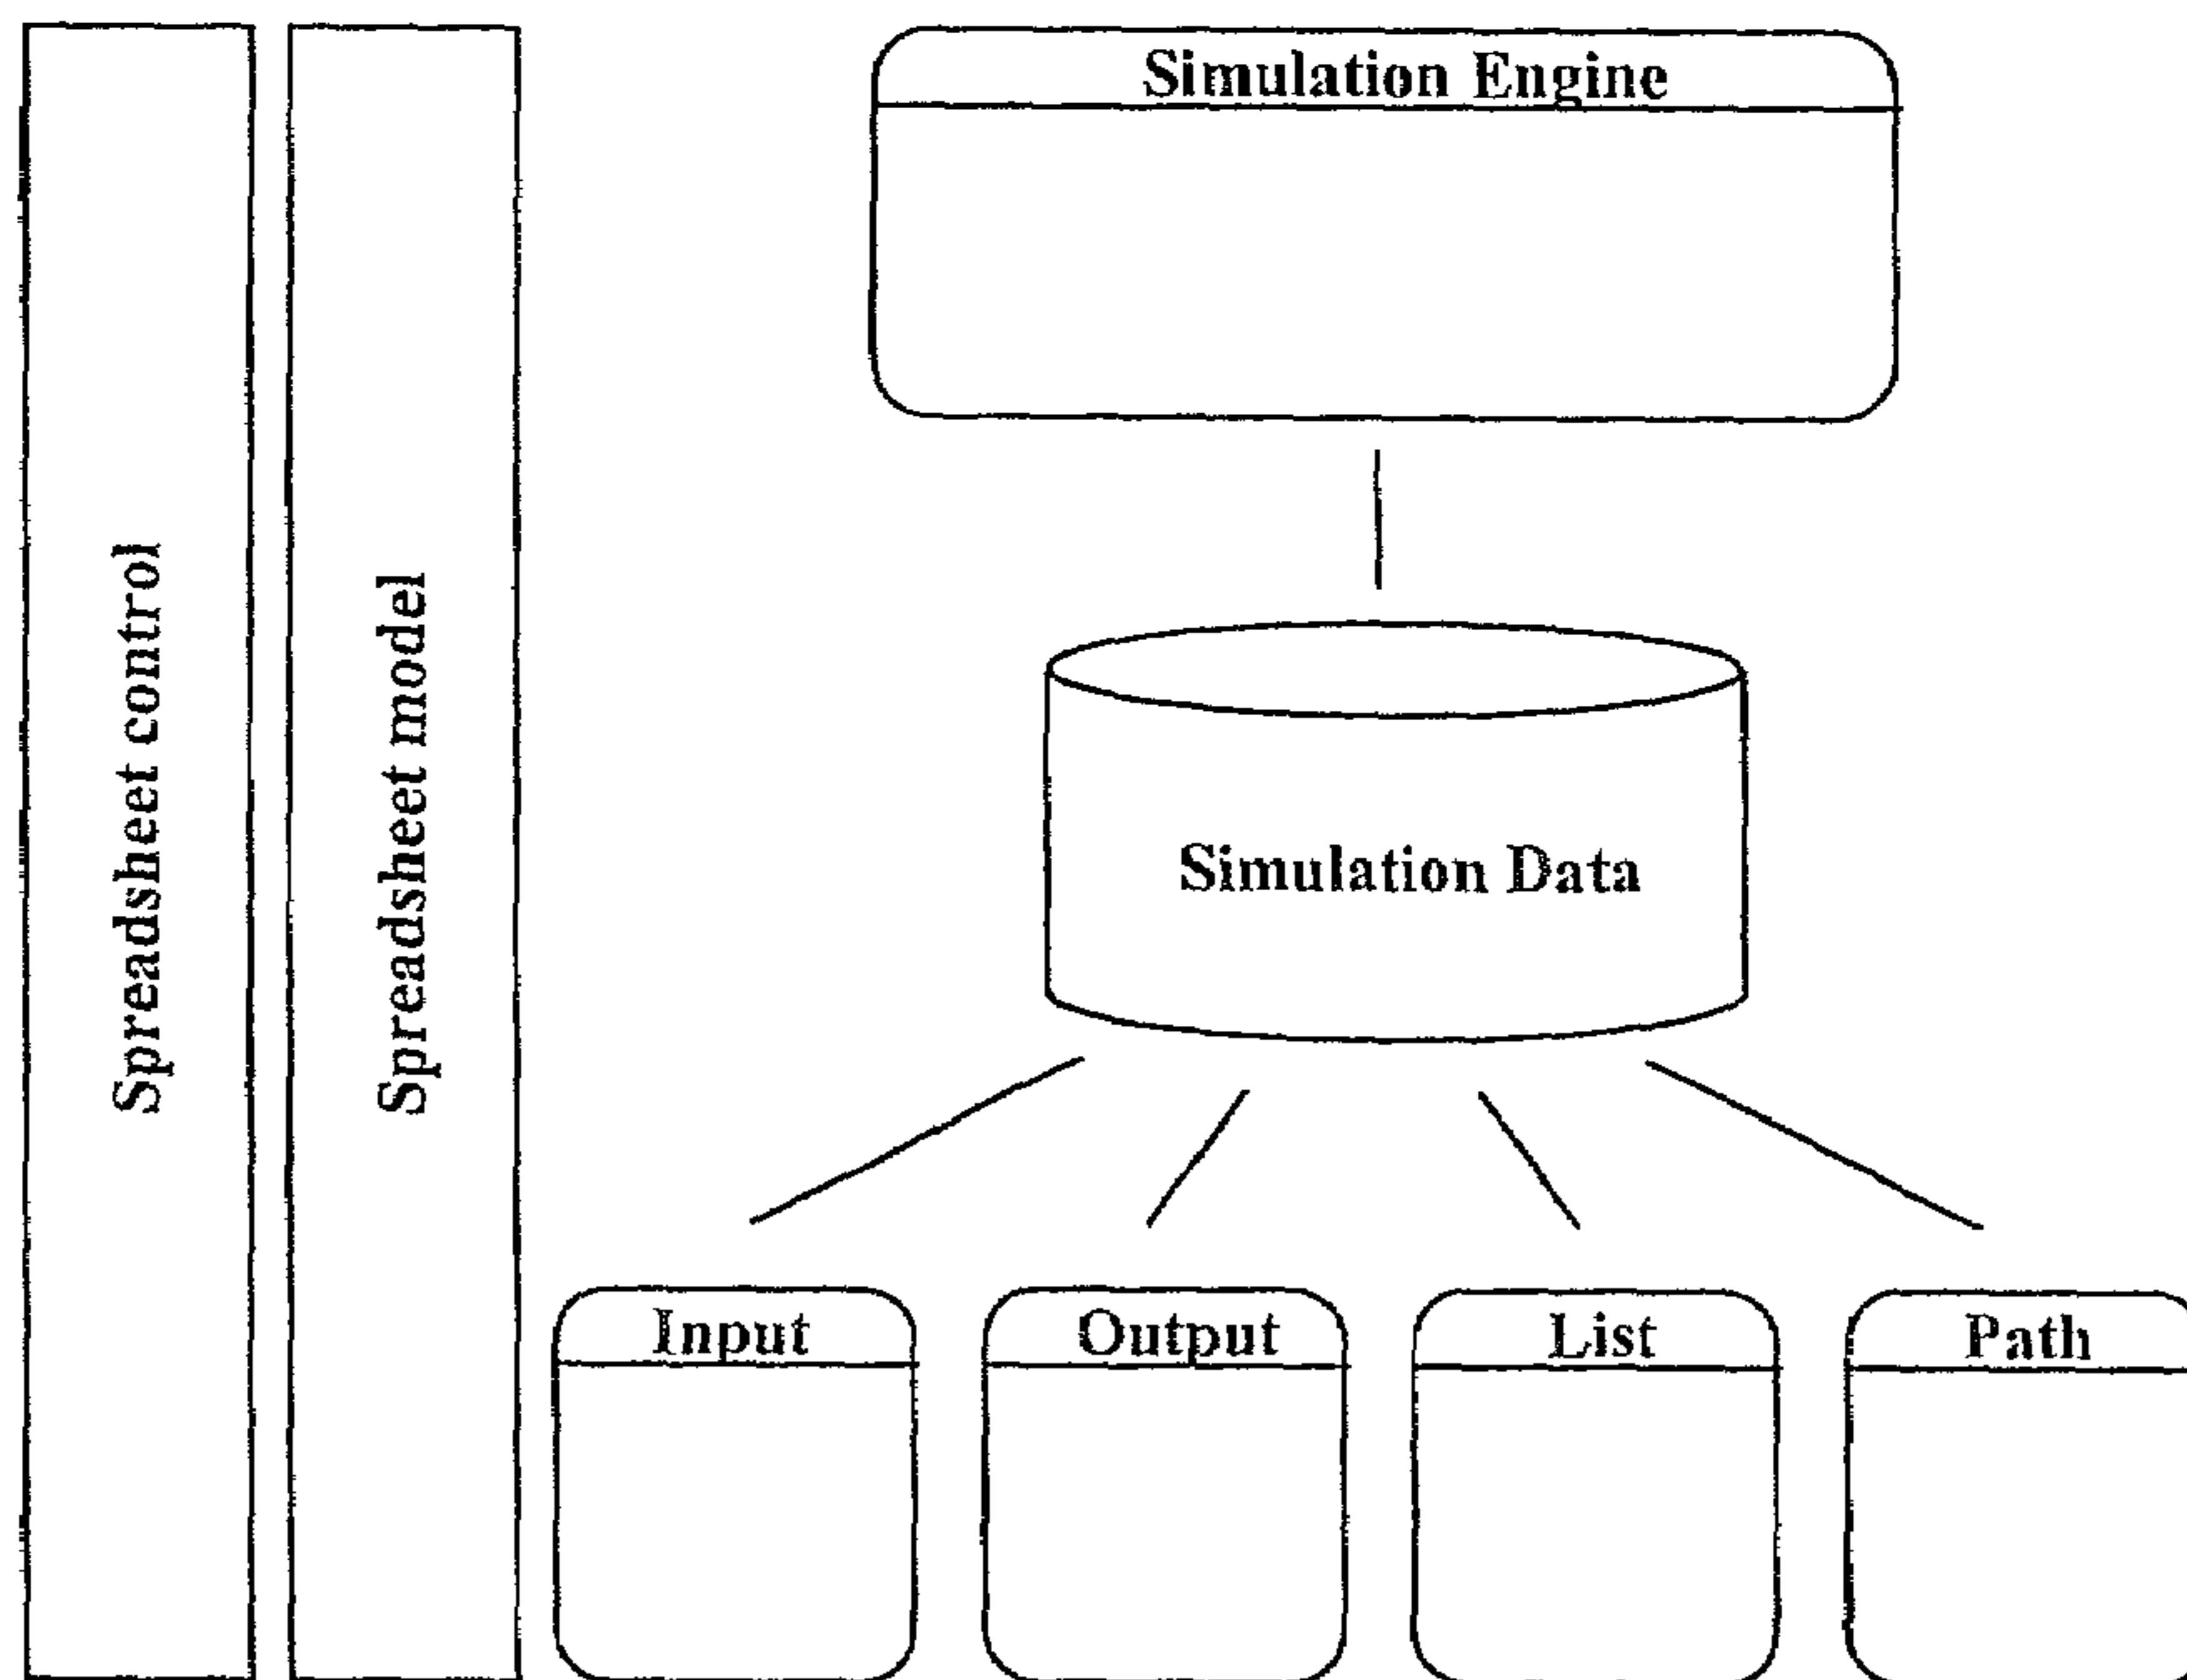 Spreadsheet control
Spreadsheet model
Simulation Engine
Simulation Data
Input
Output
List
Path